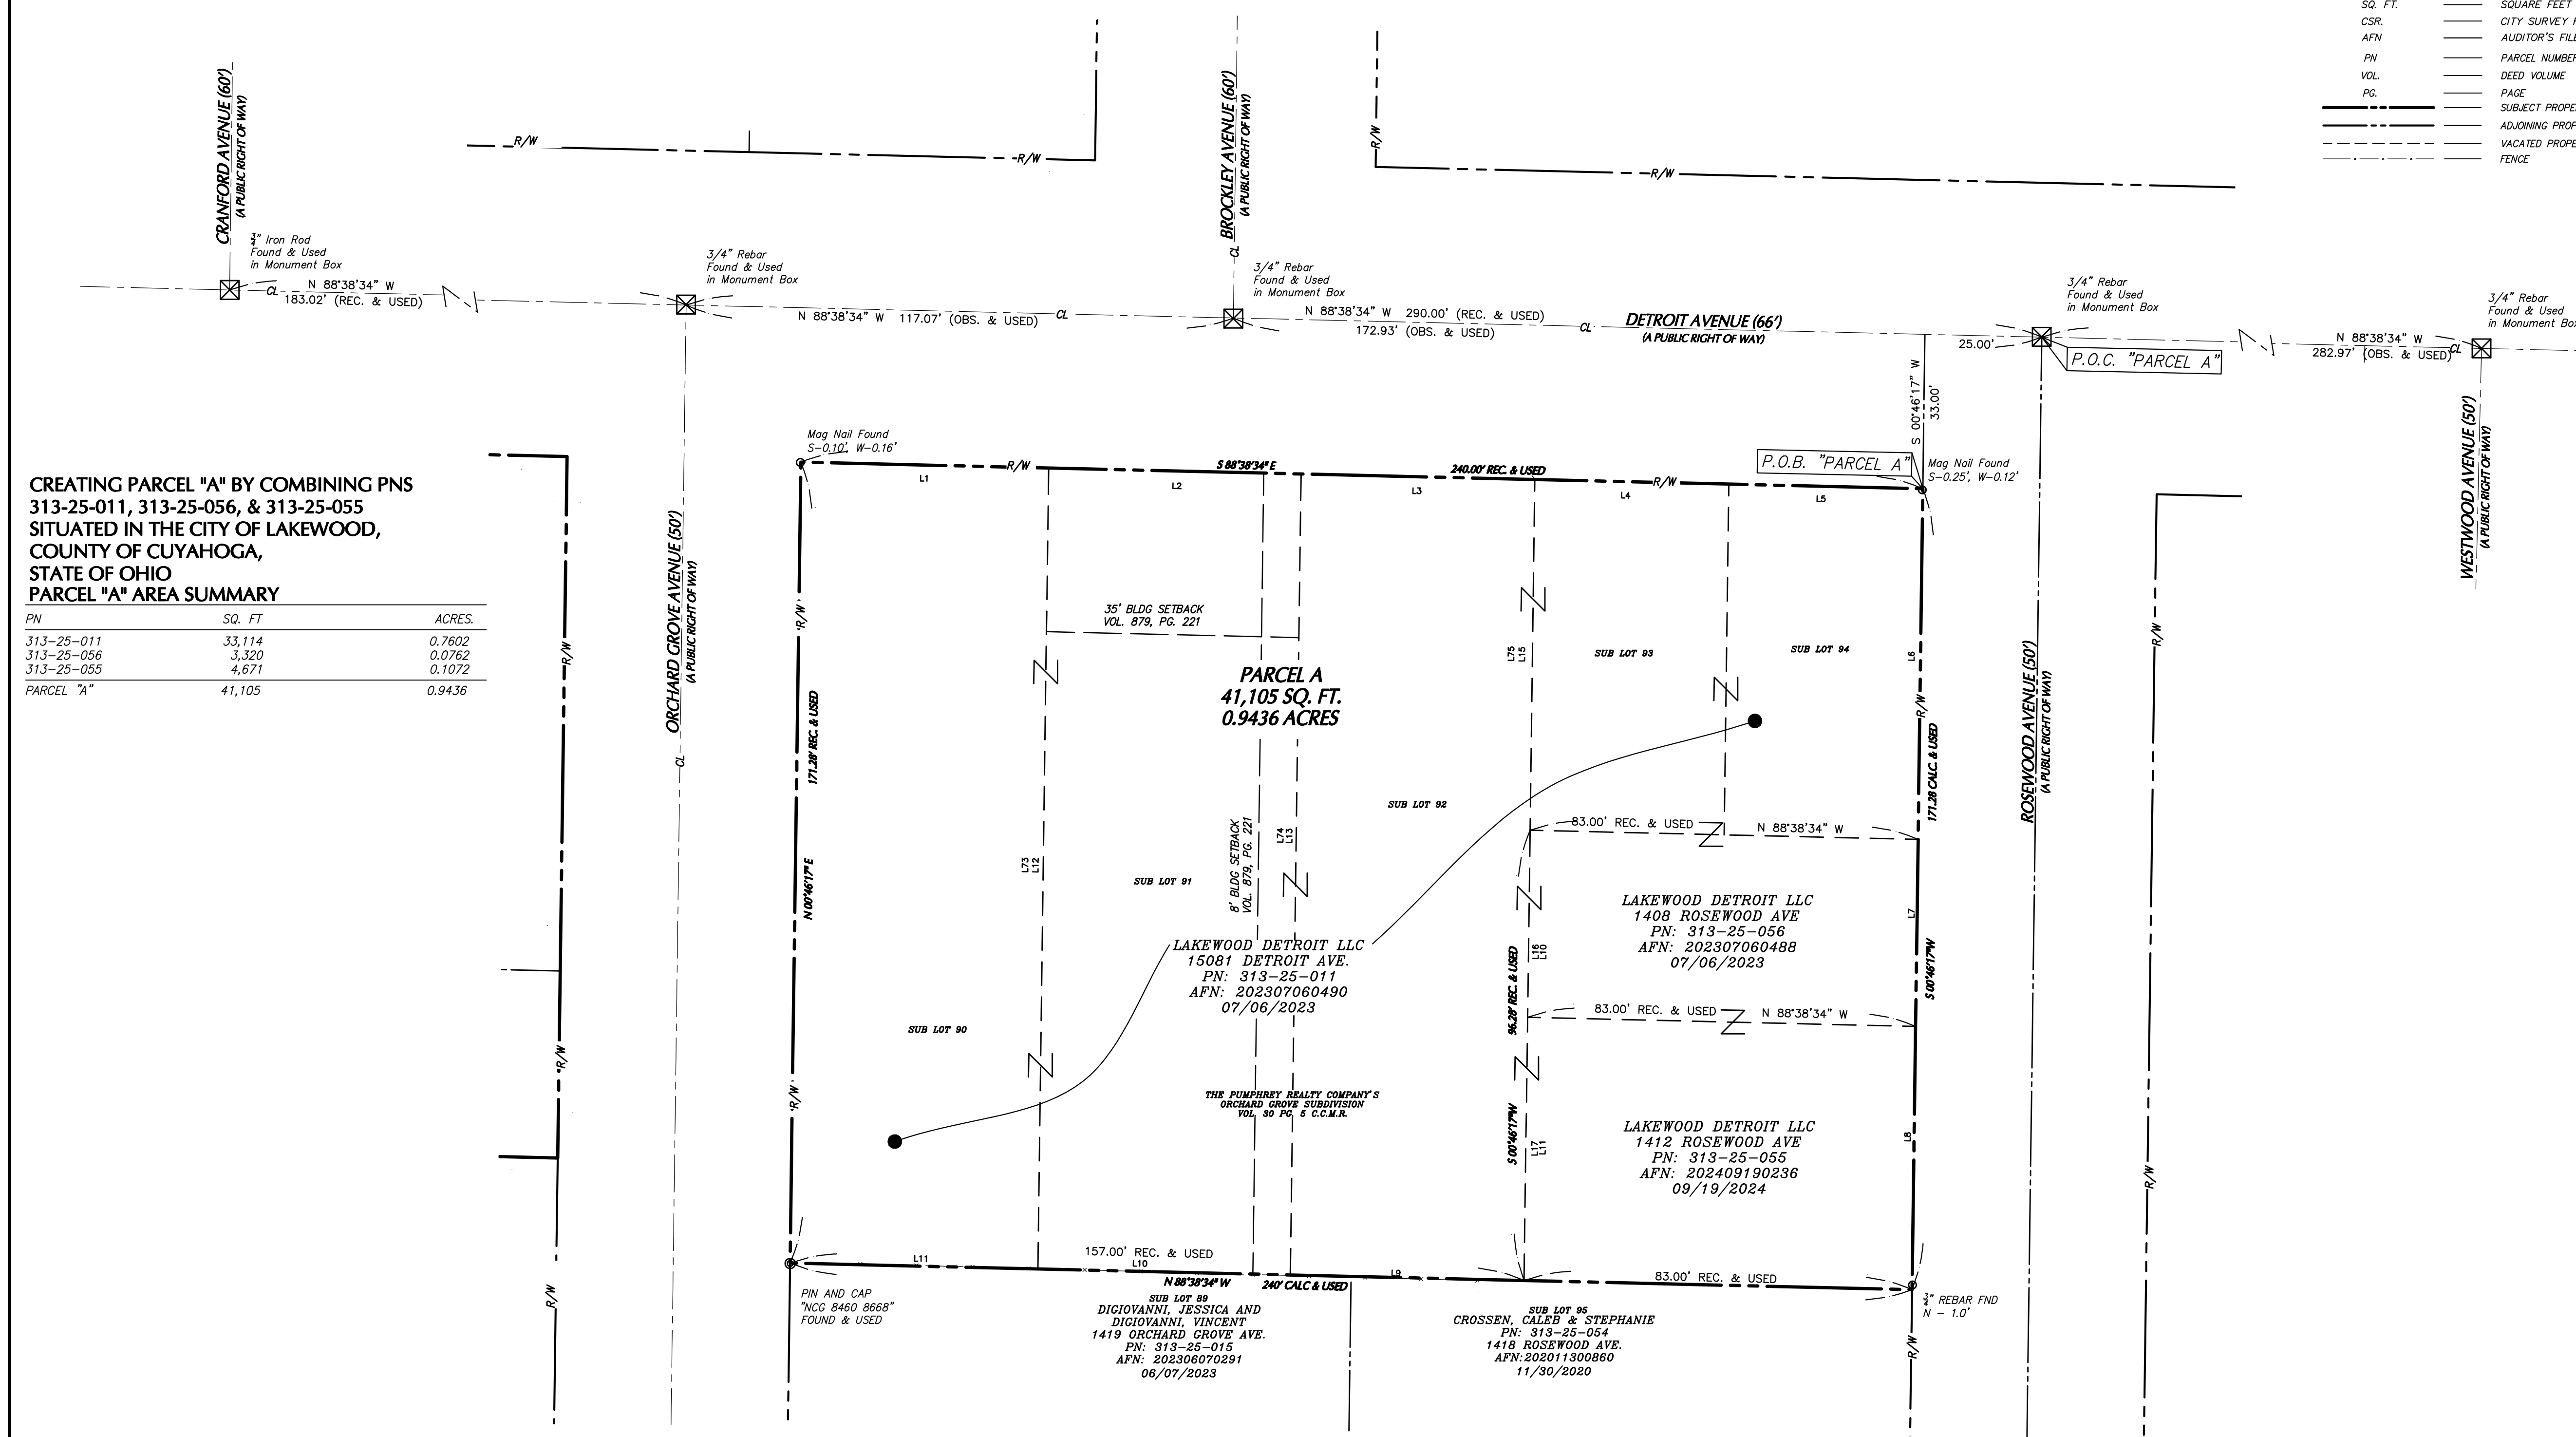 SQ. FT. SQUARE FEET
CSR. CITY SURVEY
AFN AUDITOR'S FILE
PN PARCEL NUMBER
VOL. DEED VOLUME
PG. PAGE
SUBJECT PROPE
ADJOINING PROP
VACATED PROPE
FENCE
CRANFORD AVENUE (60')
(A PUBLIC RIGHT OF WAY)
BROCKLEY AVENUE (60')
(A PUBLIC RIGHT OF WAY)
CL
R/W
R/W
R/W
R/W
3/4" Iron Rod
Found & Used
in Monument Box
CL
N 88°38'34" W
183.02' (REC. & USED)
3/4" Rebar
Found & Used
in Monument Box
N 88°38'34" W 117.07' (OBS. & USED)
CL
3/4" Rebar
Found & Used
in Monument Box
N 88°38'34" W 290.00' (REC. & USED)
172.93' (OBS. & USED)
CL
DETROIT AVENUE (66')
(A PUBLIC RIGHT OF WAY)
25.00'
3/4" Rebar
Found & Used
in Monument Box
P.O.C. "PARCEL A"
N 88°38'34" W
282.97' (OBS. & USED)
CL
3/4" Rebar
Found & Used
in Monument Box
S 00°46'17" W
33.00'
WESTWOOD AVENUE (50')
(A PUBLIC RIGHT OF WAY)
CREATING PARCEL "A" BY COMBINING PNS
313-25-011, 313-25-056, & 313-25-055
SITUATED IN THE CITY OF LAKEWOOD,
COUNTY OF CUYAHOGA,
STATE OF OHIO
PARCEL "A" AREA SUMMARY
PN SQ. FT ACRES.
313-25-011 33,114 0.7602
313-25-056 3,320 0.0762
313-25-055 4,671 0.1072
PARCEL "A" 41,105 0.9436
R/W
R/W
R/W
ORCHARD GROVE AVENUE (50')
(A PUBLIC RIGHT OF WAY)
CL
Mag Nail Found
S-0.10', W-0.16'
R/W
S 88°38'34" E
240.00' REC. & USED
R/W
L1
L2
L3
L4
L5
P.O.B. "PARCEL A"
Mag Nail Found
S-0.25', W-0.12'
R/W
171.28' REC. & USED
N 00°46'17" E
R/W
35' BLDG SETBACK
VOL. 879, PG. 221
PARCEL A
41,105 SQ. FT.
0.9436 ACRES
L75
L15
SUB LOT 93
SUB LOT 94
L6
R/W
171.28 CALC. & USED
ROSEWOOD AVENUE (50')
(A PUBLIC RIGHT OF WAY)
R/W
R/W
SUB LOT 92
83.00' REC. & USED
N 88°38'34" W
L73
L12
SUB LOT 91
8' BLDG SETBACK
VOL. 879, PG. 221
L74
L13
LAKEWOOD DETROIT LLC
15081 DETROIT AVE.
PN: 313-25-011
AFN: 202307060490
07/06/2023
LAKEWOOD DETROIT LLC
1408 ROSEWOOD AVE
PN: 313-25-056
AFN: 202307060488
07/06/2023
L7
S 00°46'17"W
96.28' REC. & USED
L16
L10
83.00' REC. & USED
N 88°38'34" W
SUB LOT 90
THE PUMPHREY REALTY COMPANY'S
ORCHARD GROVE SUBDIVISION
VOL 30 PG. 5 C.C.M.R.
S 00°46'17"W
L17
L11
LAKEWOOD DETROIT LLC
1412 ROSEWOOD AVE
PN: 313-25-055
AFN: 202409190236
09/19/2024
L8
L11
157.00' REC. & USED
L10
N 88°38'34" W
240' CALC & USED
L9
83.00' REC. & USED
PIN AND CAP
"NCG 8460 8668"
FOUND & USED
SUB LOT 89
DIGIOVANNI, JESSICA AND
DIGIOVANNI, VINCENT
1419 ORCHARD GROVE AVE.
PN: 313-25-015
AFN: 202306070291
06/07/2023
SUB LOT 95
CROSSEN, CALEB & STEPHANIE
PN: 313-25-054
1418 ROSEWOOD AVE.
AFN:202011300860
11/30/2020
3/4" REBAR FND
N - 1.0'
R/W